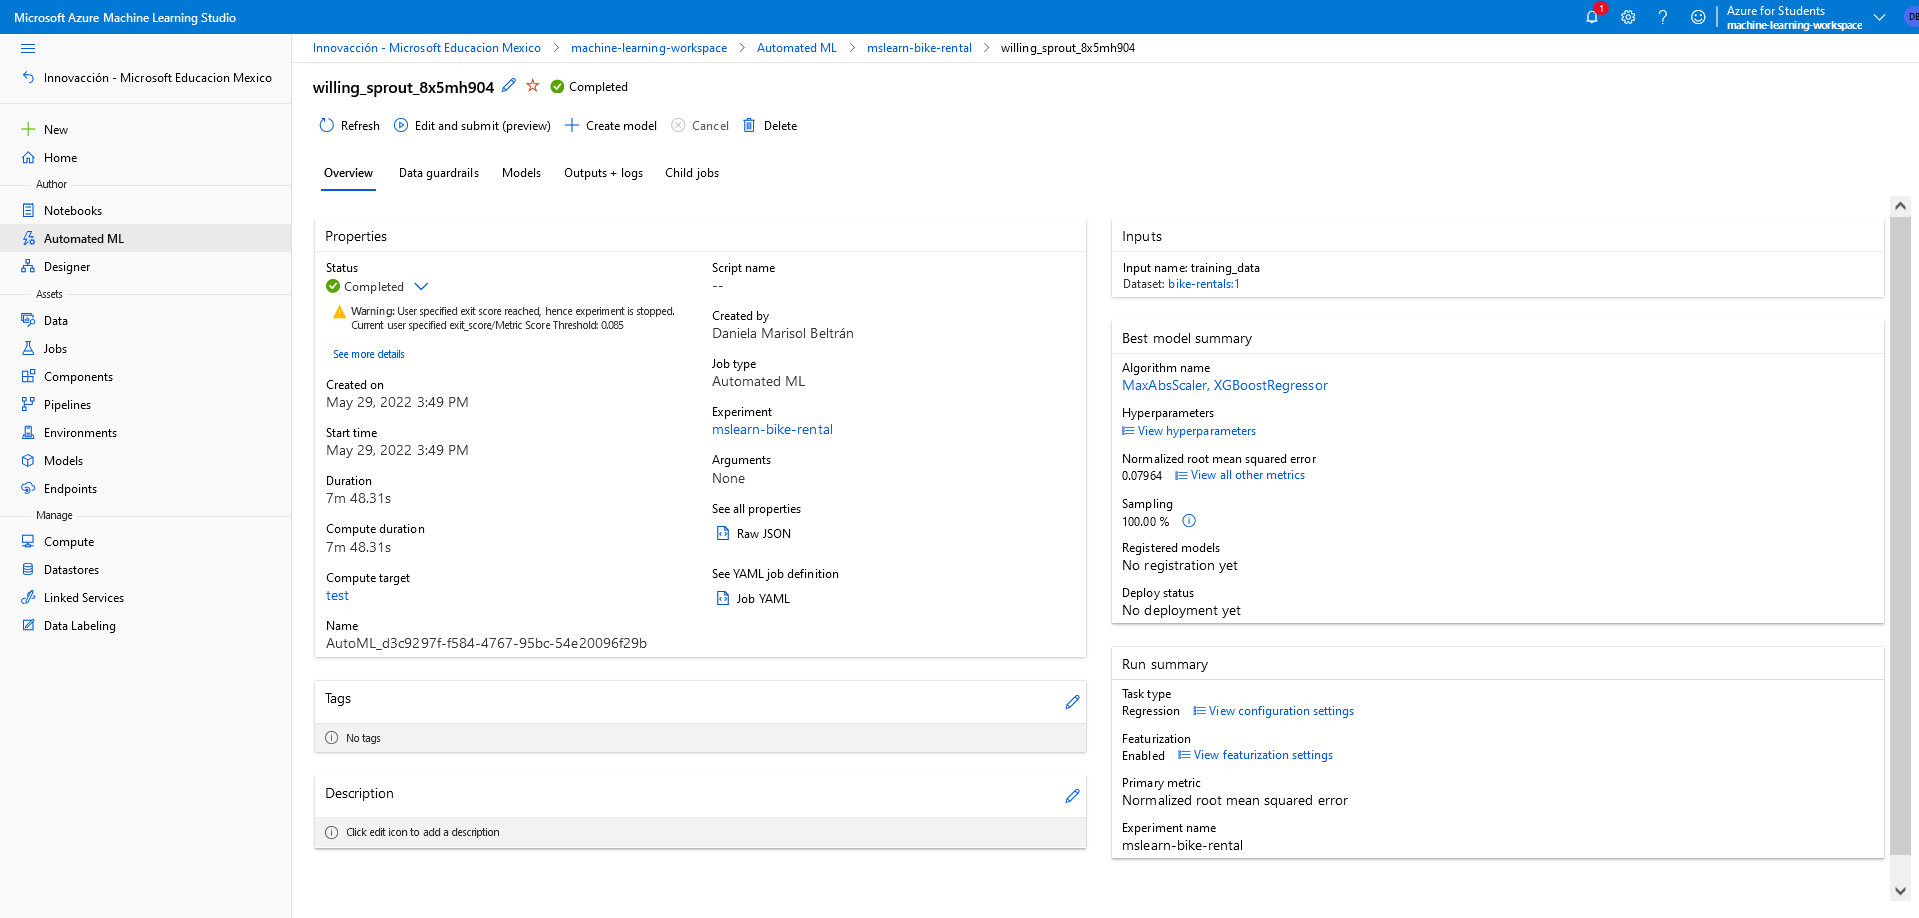 Microsoft Azure Machine Learning Studio
1
Azure for Students
machine-learning-workspace
DB
Innovacción - Microsoft Educacion Mexico
New
Home
Author
Notebooks
Automated ML
Designer
Assets
Data
Jobs
Components
Pipelines
Environments
Models
Endpoints
Manage
Compute
Datastores
Linked Services
Data Labeling
Innovacción - Microsoft Educacion Mexico > machine-learning-workspace > Automated ML > mslearn-bike-rental > willing_sprout_8x5mh904
willing_sprout_8x5mh904 Completed
Refresh Edit and submit (preview) Create model Cancel Delete
Overview Data guardrails Models Outputs + logs Child jobs
Properties
Status
Completed
Warning: User specified exit score reached, hence experiment is stopped.
Current user specified exit_score/Metric Score Threshold: 0.085
See more details
Created on
May 29, 2022 3:49 PM
Start time
May 29, 2022 3:49 PM
Duration
7m 48.31s
Compute duration
7m 48.31s
Compute target
test
Name
AutoML_d3c9297f-f584-4767-95bc-54e20096f29b
Script name
--
Created by
Daniela Marisol Beltrán
Job type
Automated ML
Experiment
mslearn-bike-rental
Arguments
None
See all properties
Raw JSON
See YAML job definition
Job YAML
Tags
No tags
Description
Click edit icon to add a description
Inputs
Input name: training_data
Dataset: bike-rentals:1
Best model summary
Algorithm name
MaxAbsScaler, XGBoostRegressor
Hyperparameters
View hyperparameters
Normalized root mean squared error
0.07964 View all other metrics
Sampling
100.00 %
Registered models
No registration yet
Deploy status
No deployment yet
Run summary
Task type
Regression View configuration settings
Featurization
Enabled View featurization settings
Primary metric
Normalized root mean squared error
Experiment name
mslearn-bike-rental